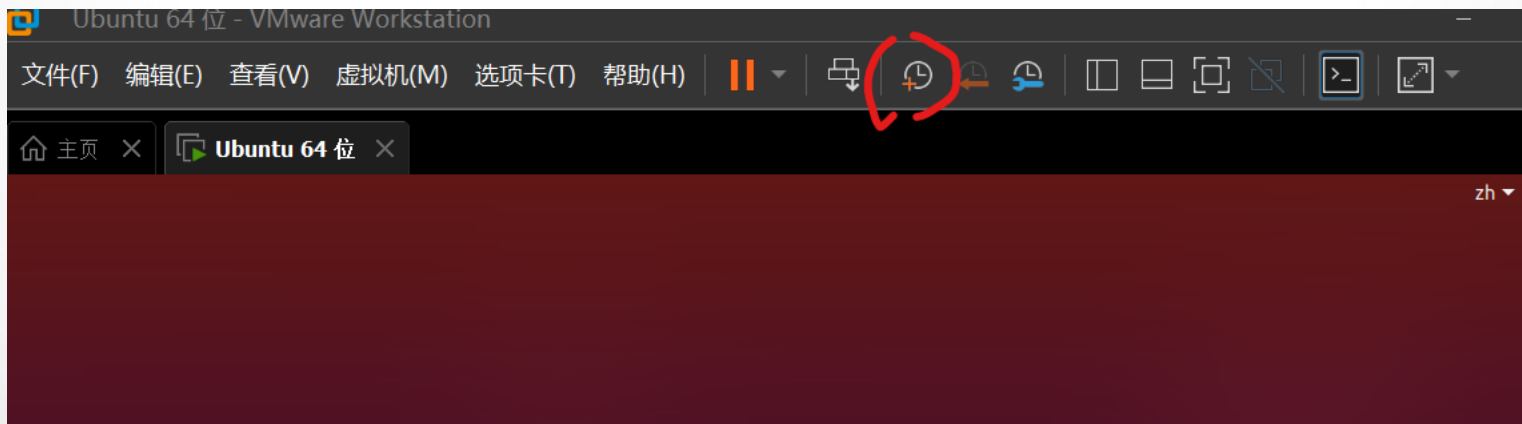 Ubuntu 64 位 - VMware Workstation
文件(F) 编辑(E) 查看(V) 虚拟机(M) 选项卡(T) 帮助(H)
主页 Ubuntu 64 位
zh